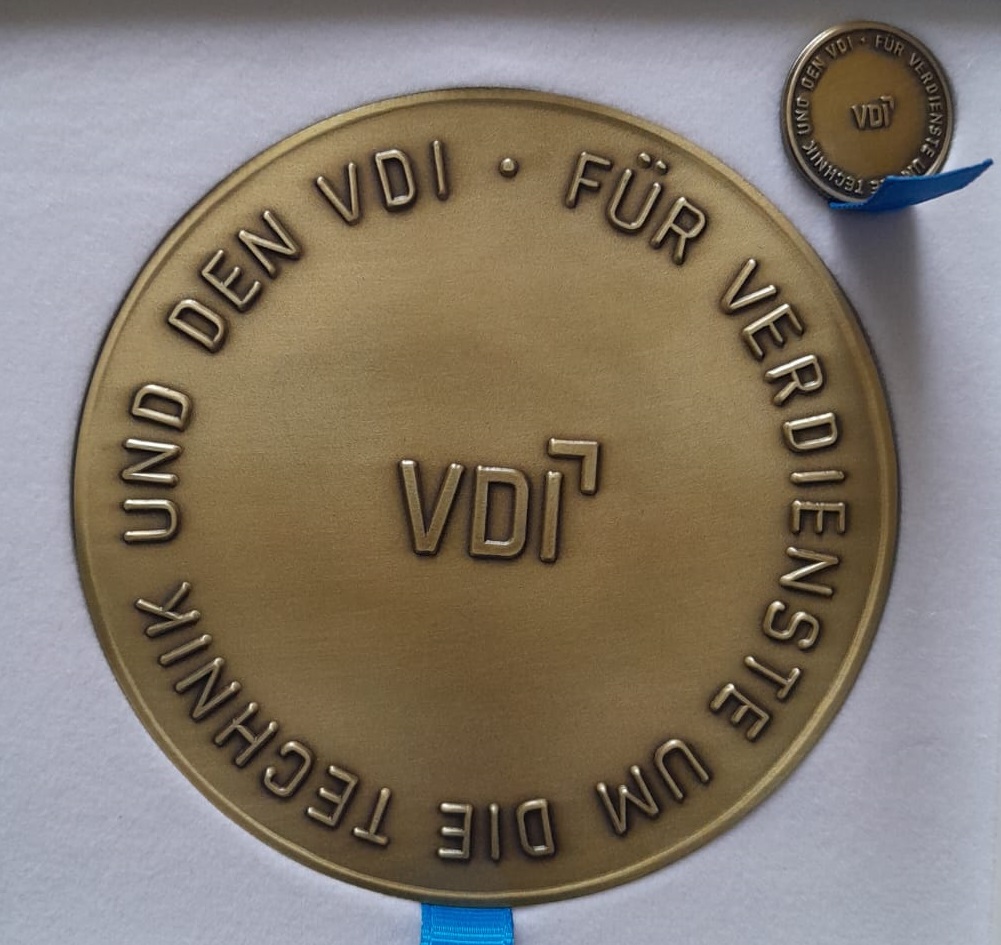 FÜR VERDIENSTE UM DIE TECHNIK UND DEN VDI ·
VDI
FÜR VERDIENSTE UM DIE TECHNIK UND DEN VDI ·
VDI